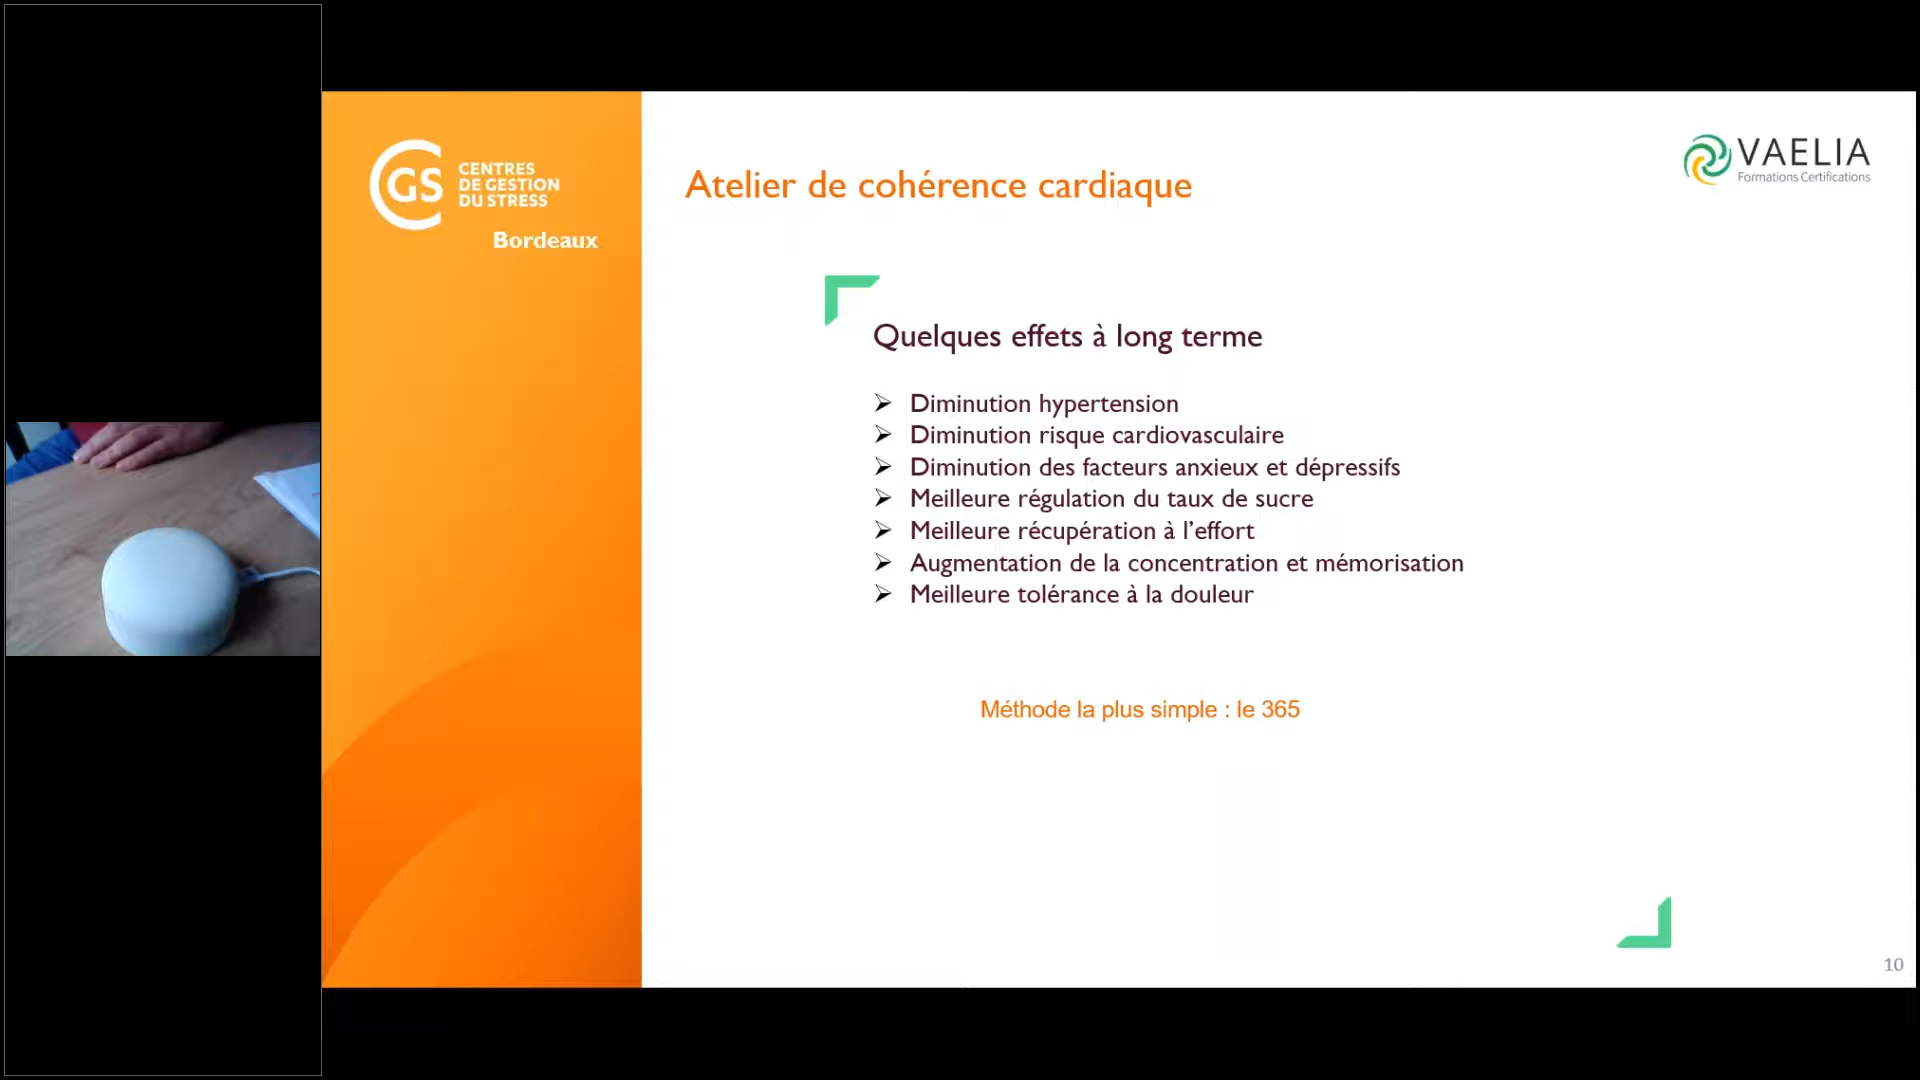 GS
CENTRES
DE GESTION
DU STRESS
Bordeaux
VAELIA
Formations Certifications
Atelier de cohérence cardiaque
Quelques effets à long terme
➢ Diminution hypertension
➢ Diminution risque cardiovasculaire
➢ Diminution des facteurs anxieux et dépressifs
➢ Meilleure régulation du taux de sucre
➢ Meilleure récupération à l’effort
➢ Augmentation de la concentration et mémorisation
➢ Meilleure tolérance à la douleur
Méthode la plus simple : le 365
10